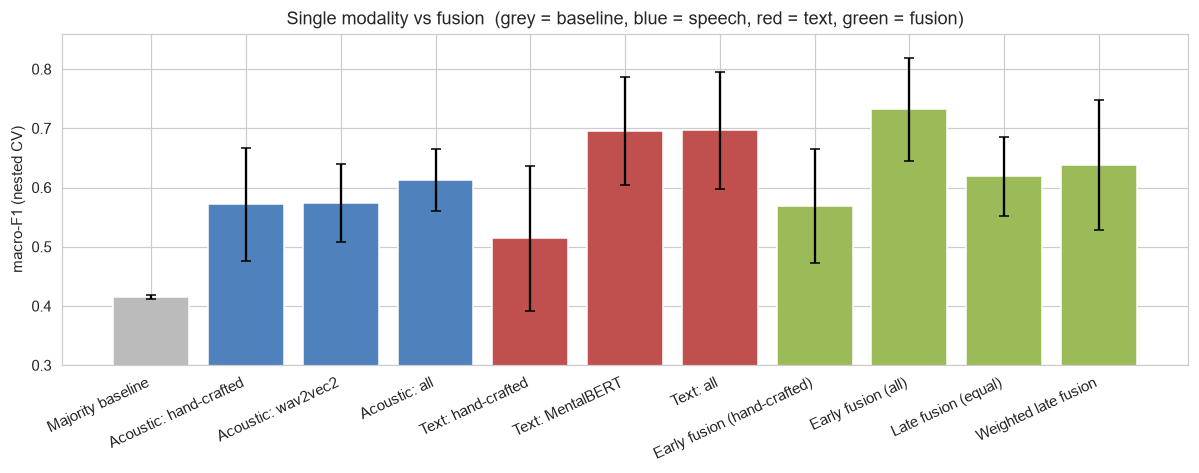 Single modality vs fusion  (grey = baseline, blue = speech, red = text, green = fusion)
macro-F1 (nested CV)
0.8
0.7
0.6
0.5
0.4
0.3
Majority baseline
Acoustic: hand-crafted
Acoustic: wav2vec2
Acoustic: all
Text: hand-crafted
Text: MentalBERT
Text: all
Early fusion (hand-crafted)
Early fusion (all)
Late fusion (equal)
Weighted late fusion